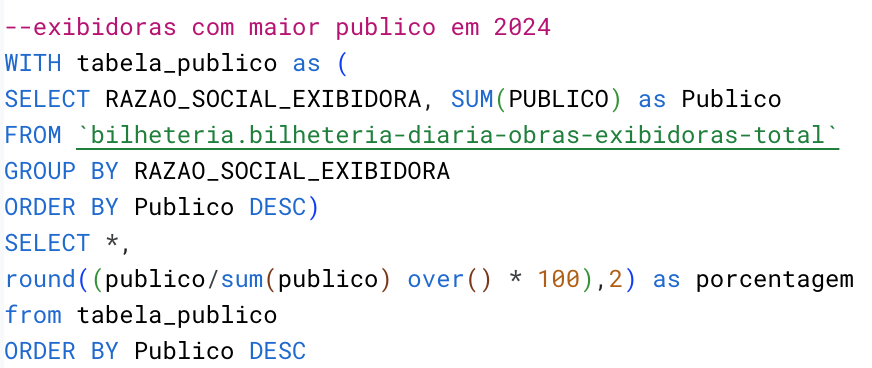 --exibidoras com maior publico em 2024
WITH tabela_publico as (
SELECT RAZAO_SOCIAL_EXIBIDORA, SUM(PUBLICO) as Publico
FROM `bilheteria.bilheteria-diaria-obras-exibidoras-total`
GROUP BY RAZAO_SOCIAL_EXIBIDORA
ORDER BY Publico DESC)
SELECT *,
round((publico/sum(publico) over() * 100),2) as porcentagem
from tabela_publico
ORDER BY Publico DESC